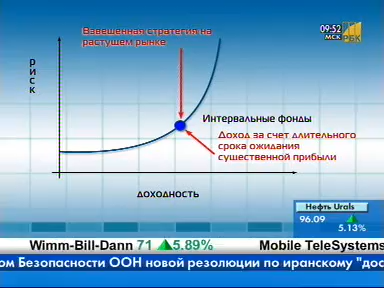 Взвешенная стратегия на
растущем рынке
09:52
МСК РБК
риск
Интервальные фонды
Доход за счет длительного
срока ожидания
существенной прибыли
доходность
Нефть Urals
96.09
5.13%
Wimm-Bill-Dann 71 5.89% Mobile TeleSystems
ом Безопасности ООН новой резолюции по иранскому "дос